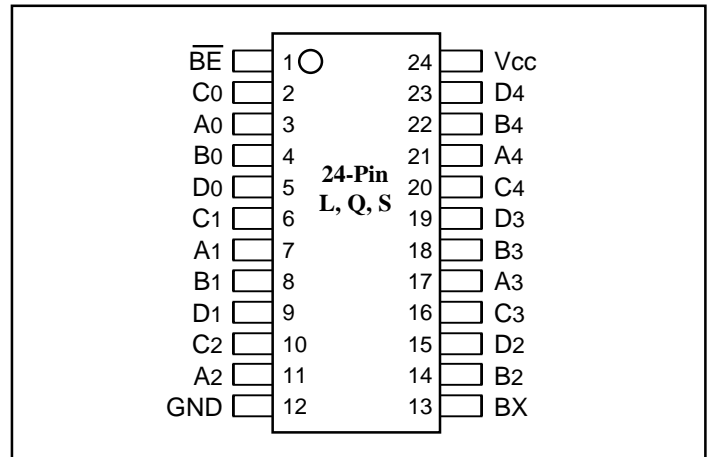 B̅E̅ 1 24 Vcc
C0 2 23 D4
A0 3 22 B4
B0 4 21 A4
24-Pin
D0 5 20 C4
L, Q, S
C1 6 19 D3
A1 7 18 B3
B1 8 17 A3
D1 9 16 C3
C2 10 15 D2
A2 11 14 B2
GND 12 13 BX